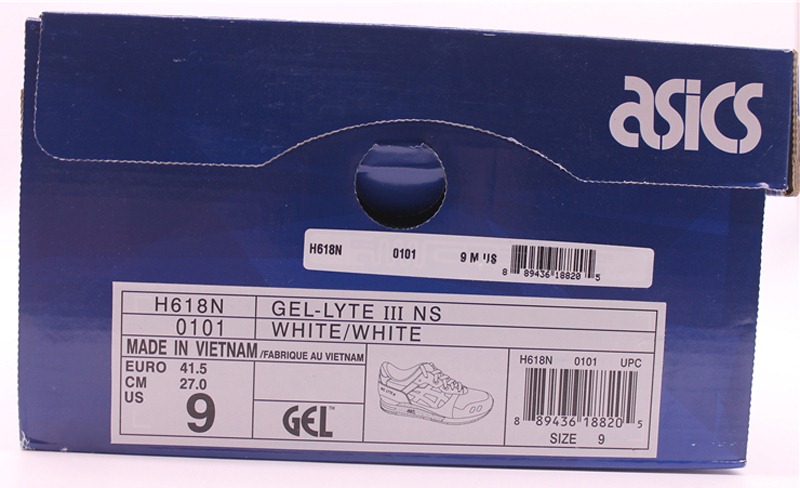 asics
H618N 0101 9 M US
8 89436 18820 5
H618N GEL-LYTE III NS
0101 WHITE/WHITE
MADE IN VIETNAM/FABRIQUE AU VIETNAM
EURO 41.5
CM 27.0
US 9
GEL™
H618N 0101 UPC
8 89436 18820 5
SIZE 9